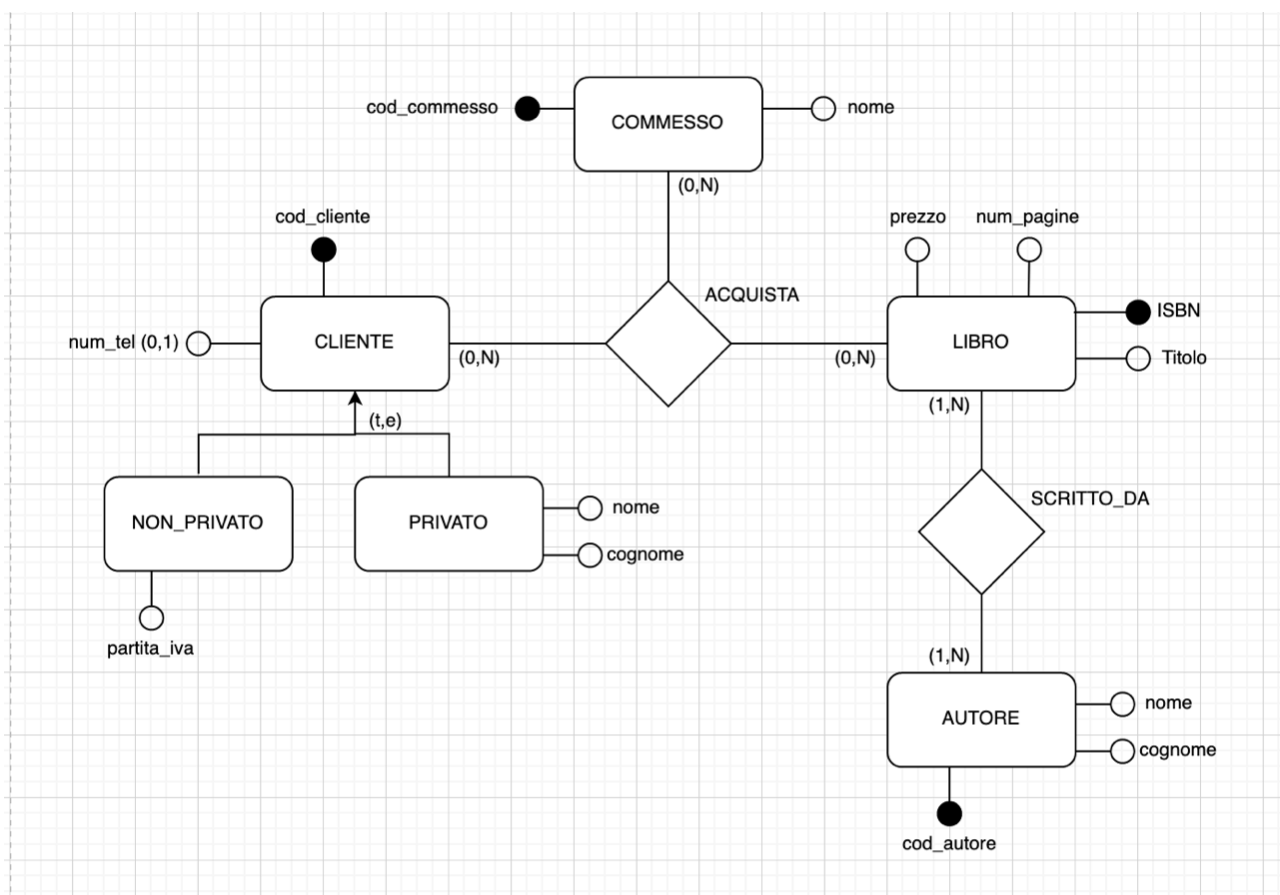 cod_commesso
COMMESSO
nome
(0,N)
cod_cliente
prezzo
num_pagine
ACQUISTA
num_tel (0,1)
CLIENTE
(0,N)
(0,N)
LIBRO
ISBN
Titolo
(t,e)
(1,N)
NON_PRIVATO
PRIVATO
nome
cognome
SCRITTO_DA
partita_iva
(1,N)
AUTORE
nome
cognome
cod_autore